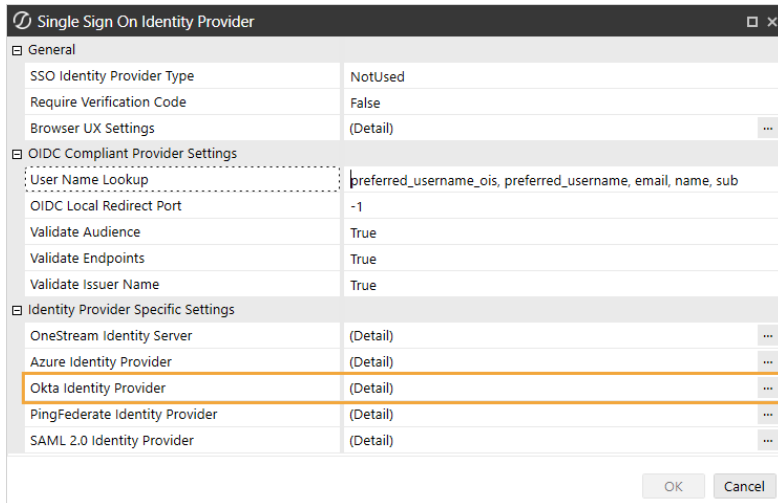 Single Sign On Identity Provider
General
SSO Identity Provider Type NotUsed
Require Verification Code False
Browser UX Settings (Detail) ...
OIDC Compliant Provider Settings
User Name Lookup preferred_username_ois, preferred_username, email, name, sub
OIDC Local Redirect Port -1
Validate Audience True
Validate Endpoints True
Validate Issuer Name True
Identity Provider Specific Settings
OneStream Identity Server (Detail) ...
Azure Identity Provider (Detail) ...
Okta Identity Provider (Detail) ...
PingFederate Identity Provider (Detail) ...
SAML 2.0 Identity Provider (Detail) ...
OK Cancel